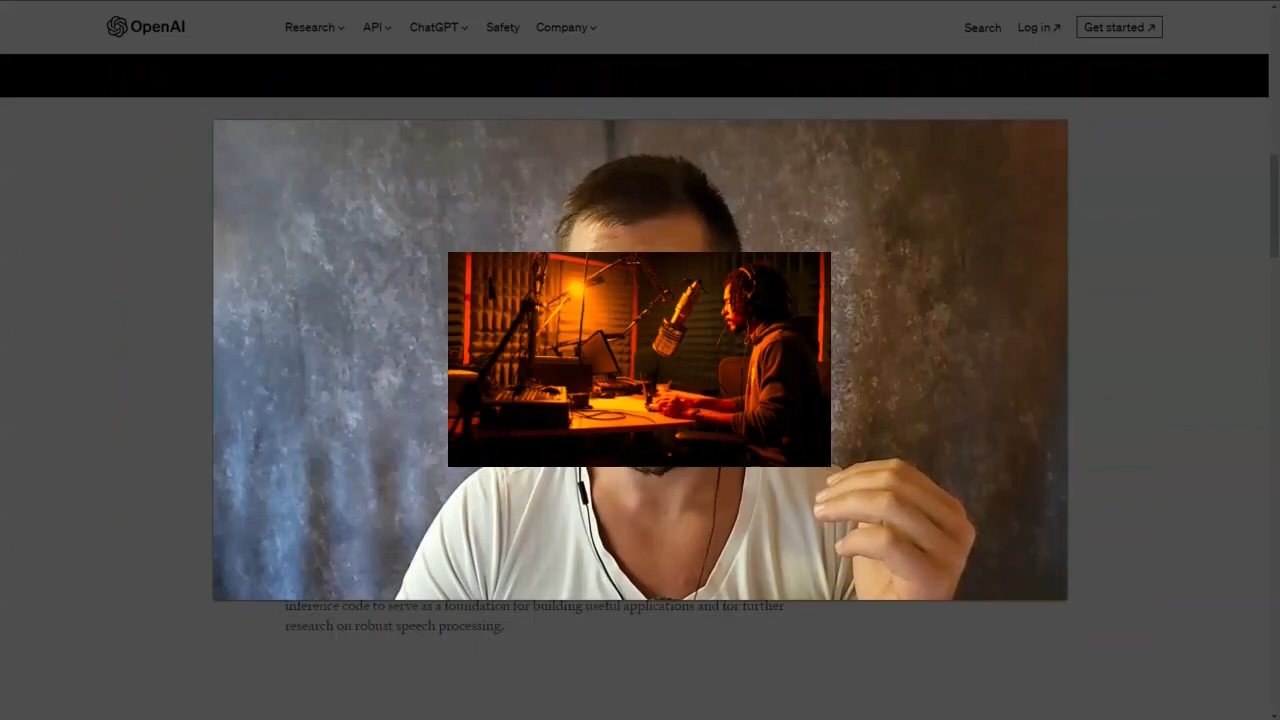 OpenAI Research API ChatGPT Safety Company Search Log in ↗ Get started ↗
inference code to serve as a foundation for building useful applications and for further
research on robust speech processing.